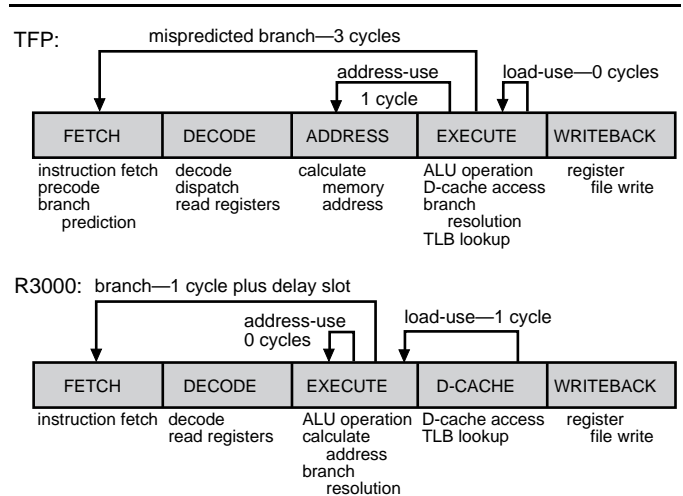 TFP:
mispredicted branch—3 cycles
address-use
1 cycle
load-use—0 cycles
FETCH
DECODE
ADDRESS
EXECUTE
WRITEBACK
instruction fetch
precode
branch
prediction
decode
dispatch
read registers
calculate
memory
address
ALU operation
D-cache access
branch
resolution
TLB lookup
register
file write
R3000: branch—1 cycle plus delay slot
address-use
0 cycles
load-use—1 cycle
FETCH
DECODE
EXECUTE
D-CACHE
WRITEBACK
instruction fetch
decode
read registers
ALU operation
calculate
address
branch
resolution
D-cache access
TLB lookup
register
file write